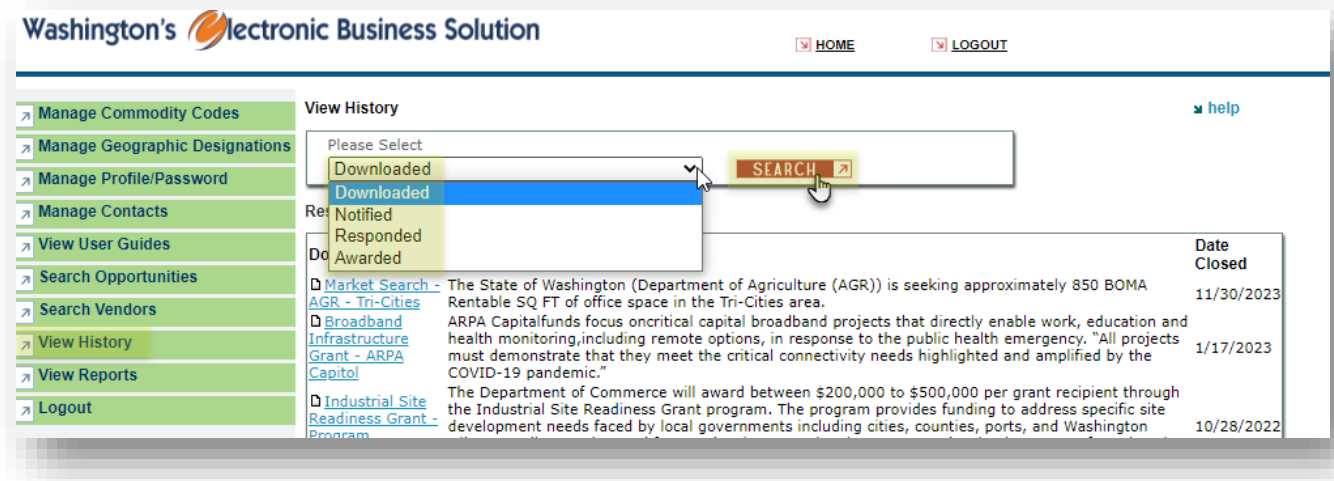 Washington's Electronic Business Solution
HOME
LOGOUT
Manage Commodity Codes
Manage Geographic Designations
Manage Profile/Password
Manage Contacts
View User Guides
Search Opportunities
Search Vendors
View History
View Reports
Logout
View History
help
Please Select
Downloaded
SEARCH
Downloaded
Notified
Responded
Awarded
Date
Closed
Market Search -
AGR - Tri-Cities
The State of Washington (Department of Agriculture (AGR)) is seeking approximately 850 BOMA
Rentable SQ FT of office space in the Tri-Cities area.
11/30/2023
Broadband
Infrastructure
Grant - ARPA
Capitol
ARPA Capitalfunds focus oncritical capital broadband projects that directly enable work, education and
health monitoring,including remote options, in response to the public health emergency. “All projects
must demonstrate that they meet the critical connectivity needs highlighted and amplified by the
COVID-19 pandemic.”
1/17/2023
Industrial Site
Readiness Grant -
Program
The Department of Commerce will award between $200,000 to $500,000 per grant recipient through
the Industrial Site Readiness Grant program. The program provides funding to address specific site
development needs faced by local governments including cities, counties, ports, and Washington
10/28/2022